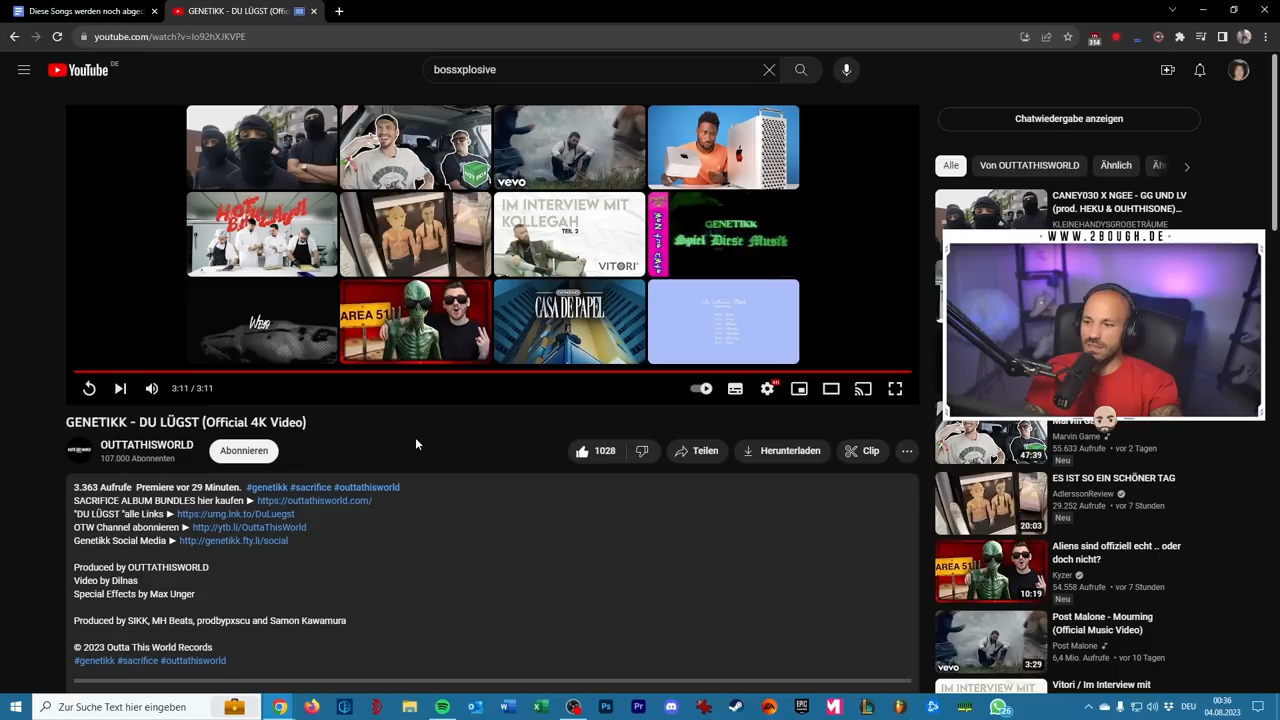 Diese Songs werden noch abgec
GENETIKK - DU LÜGST (Offic
youtube.com/watch?v=Io92hXJKVPE
314
YouTube
DE
bossxplosive
vevo
IM INTERVIEW MIT
KOLLEGAH
TEIL 2
VITORI
GENETIKK
Spiel Diese Musik
AREA 51
CASA DE PAPEL
3:11 / 3:11
4K
GENETIKK - DU LÜGST (Official 4K Video)
OUTTATHISWORLD
107.000 Abonnenten
Abonnieren
1028
Teilen
Herunterladen
Clip
3.363 Aufrufe Premiere vor 29 Minuten. #genetikk #sacrifice #outtathisworld
SACRIFICE ALBUM BUNDLES hier kaufen ► https://outtathisworld.com/
"DU LÜGST "alle Links ► https://umg.lnk.to/DuLuegst
OTW Channel abonnieren ► http://ytb.li/OuttaThisWorld
Genetikk Social Media ► http://genetikk.fty.li/social
Produced by OUTTATHISWORLD
Video by Dilnas
Special Effects by Max Unger
Produced by SIKK, MH Beats, prodbypxscu and Samon Kawamura
© 2023 Outta This World Records
#genetikk #sacrifice #outtathisworld
Chatwiedergabe anzeigen
Alle
Von OUTTATHISWORLD
Ähnlich
CANEY030 X NGEE - GG UND LV
(prod. HEKU & OUHTHISONE)...
KLEINEHANDYSGROßETRÄUME
WWW.2BOUGH.DE
Marvin Game
55.633 Aufrufe • vor 2 Tagen
Neu
47:39
ES IST SO EIN SCHÖNER TAG
AdlerssonReview
29.252 Aufrufe • vor 7 Stunden
Neu
20:03
Aliens sind offiziell echt .. oder
doch nicht?
Kyzer
54.558 Aufrufe • vor 7 Stunden
Neu
AREA 51
10:19
Post Malone - Mourning
(Official Music Video)
Post Malone
6,4 Mio. Aufrufe • vor 10 Tagen
vevo
3:29
Vitori / Im Interview mit
IM INTERVIEW MIT
Zur Suche Text hier eingeben
26
DEU
00:36
04.08.2023